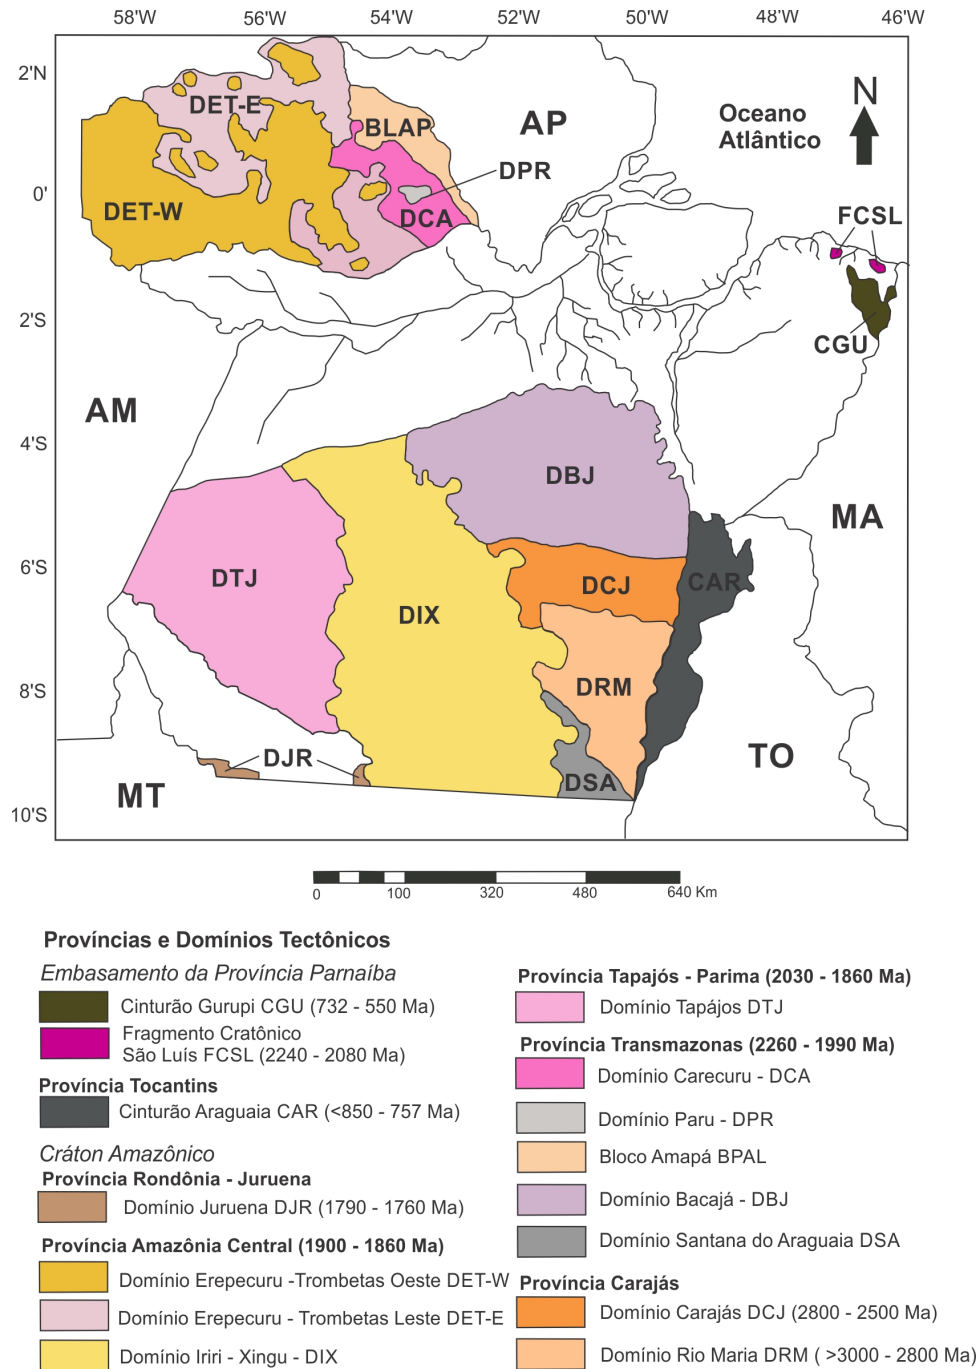 58'W 56'W 54'W 52'W 50'W 48'W 46'W
2'N
0'
2'S
4'S
6'S
8'S
10'S
DET-E
BLAP
AP
Oceano
Atlântico
N
DPR
DET-W
DCA
FCSL
CGU
AM
DBJ
MA
DTJ
DCJ
CAR
DIX
DRM
DJR
DSA
TO
MT
0 100 320 480 640 Km
Províncias e Domínios Tectônicos
Embasamento da Província Parnaíba
Cinturão Gurupi CGU (732 - 550 Ma)
Fragmento Cratônico
São Luís FCSL (2240 - 2080 Ma)
Província Tocantins
Cinturão Araguaia CAR (<850 - 757 Ma)
Cráton Amazônico
Província Rondônia - Juruena
Domínio Juruena DJR (1790 - 1760 Ma)
Província Amazônia Central (1900 - 1860 Ma)
Domínio Erepecuru -Trombetas Oeste DET-W
Domínio Erepecuru - Trombetas Leste DET-E
Domínio Iriri - Xingu - DIX
Província Tapajós - Parima (2030 - 1860 Ma)
Domínio Tapájos DTJ
Província Transmazonas (2260 - 1990 Ma)
Domínio Carecuru - DCA
Domínio Paru - DPR
Bloco Amapá BPAL
Domínio Bacajá - DBJ
Domínio Santana do Araguaia DSA
Província Carajás
Domínio Carajás DCJ (2800 - 2500 Ma)
Domínio Rio Maria DRM ( >3000 - 2800 Ma)